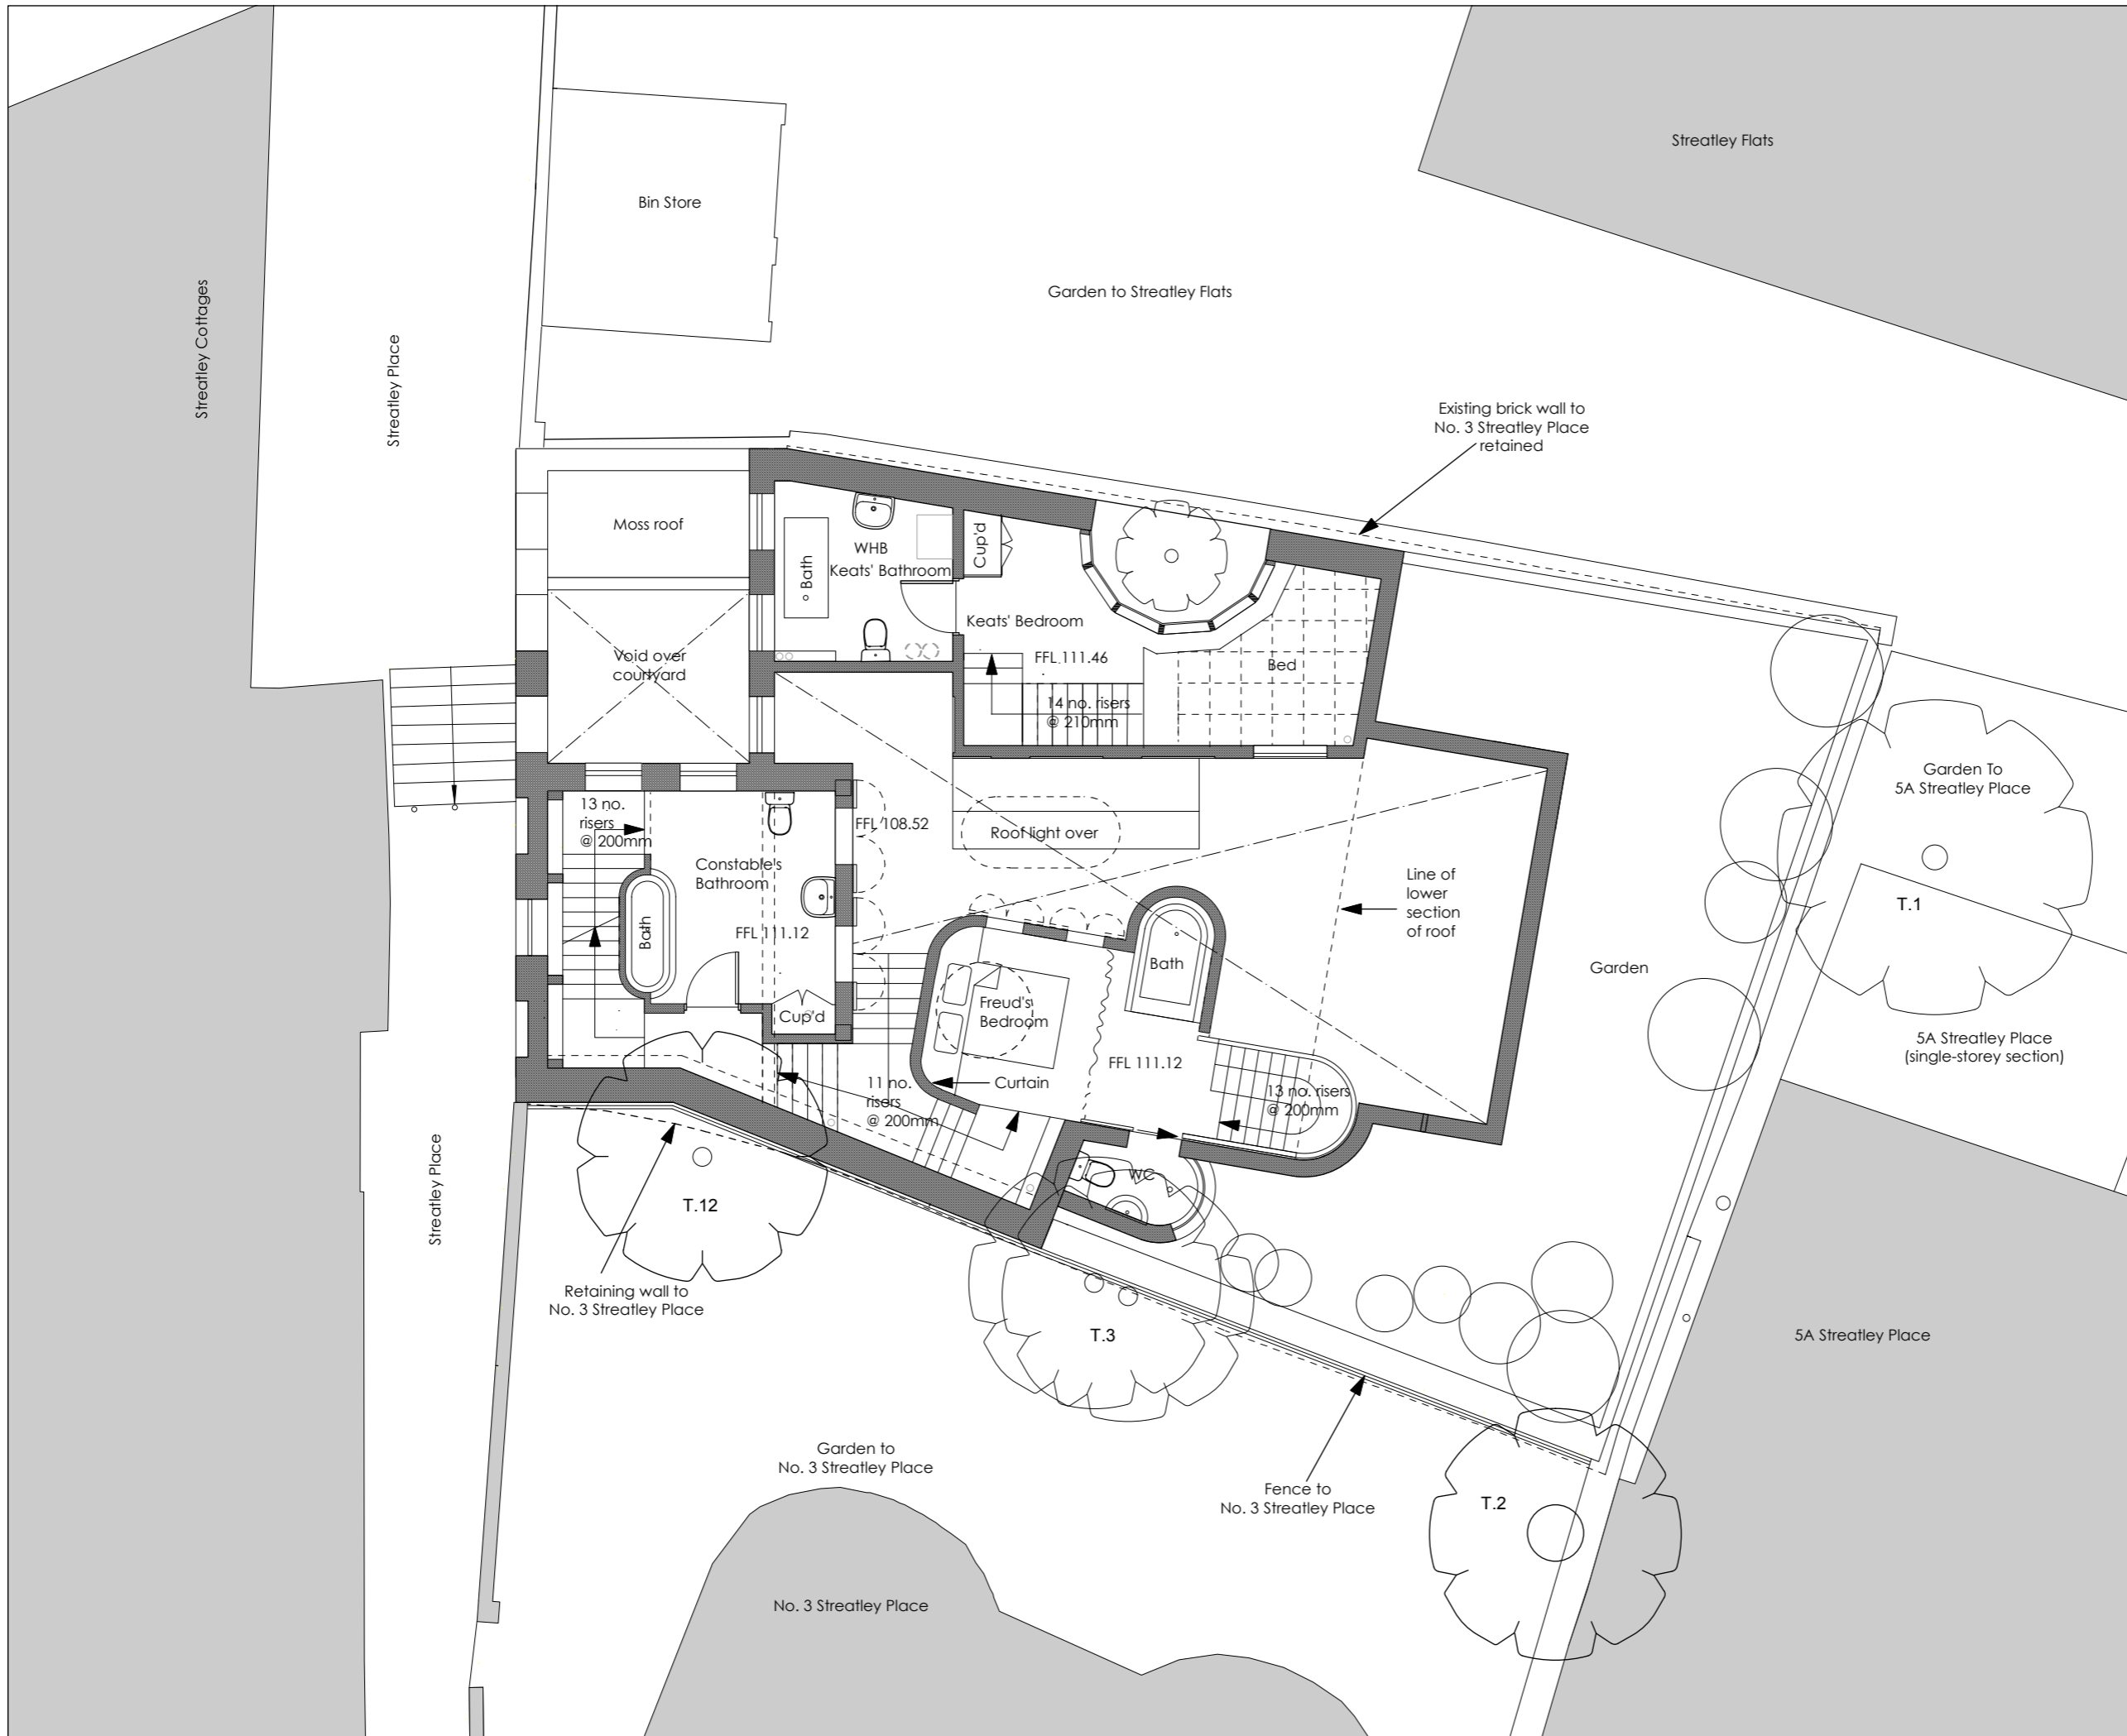 Streatley Flats
Bin Store
Garden to Streatley Flats
Streatley Cottages
Streatley Place
Existing brick wall to
No. 3 Streatley Place
retained
Moss roof
Bath
WHB
Keats' Bathroom
Cup'd
Keats' Bedroom
FFL 111.46
Bed
14 no. risers
@ 210mm
Void over
courtyard
13 no.
risers
@ 200mm
Constable's
Bathroom
FFL 108.52
Roof light over
Bath
FFL 111.12
Cup'd
Freud's
Bedroom
Bath
FFL 111.12
Curtain
11 no.
risers
@ 200mm
13 no. risers
@ 200mm
WC
Line of
lower
section
of roof
Garden
Garden To
5A Streatley Place
T.1
5A Streatley Place
(single-storey section)
Streatley Place
T.12
Retaining wall to
No. 3 Streatley Place
T.3
5A Streatley Place
Garden to
No. 3 Streatley Place
Fence to
No. 3 Streatley Place
T.2
No. 3 Streatley Place